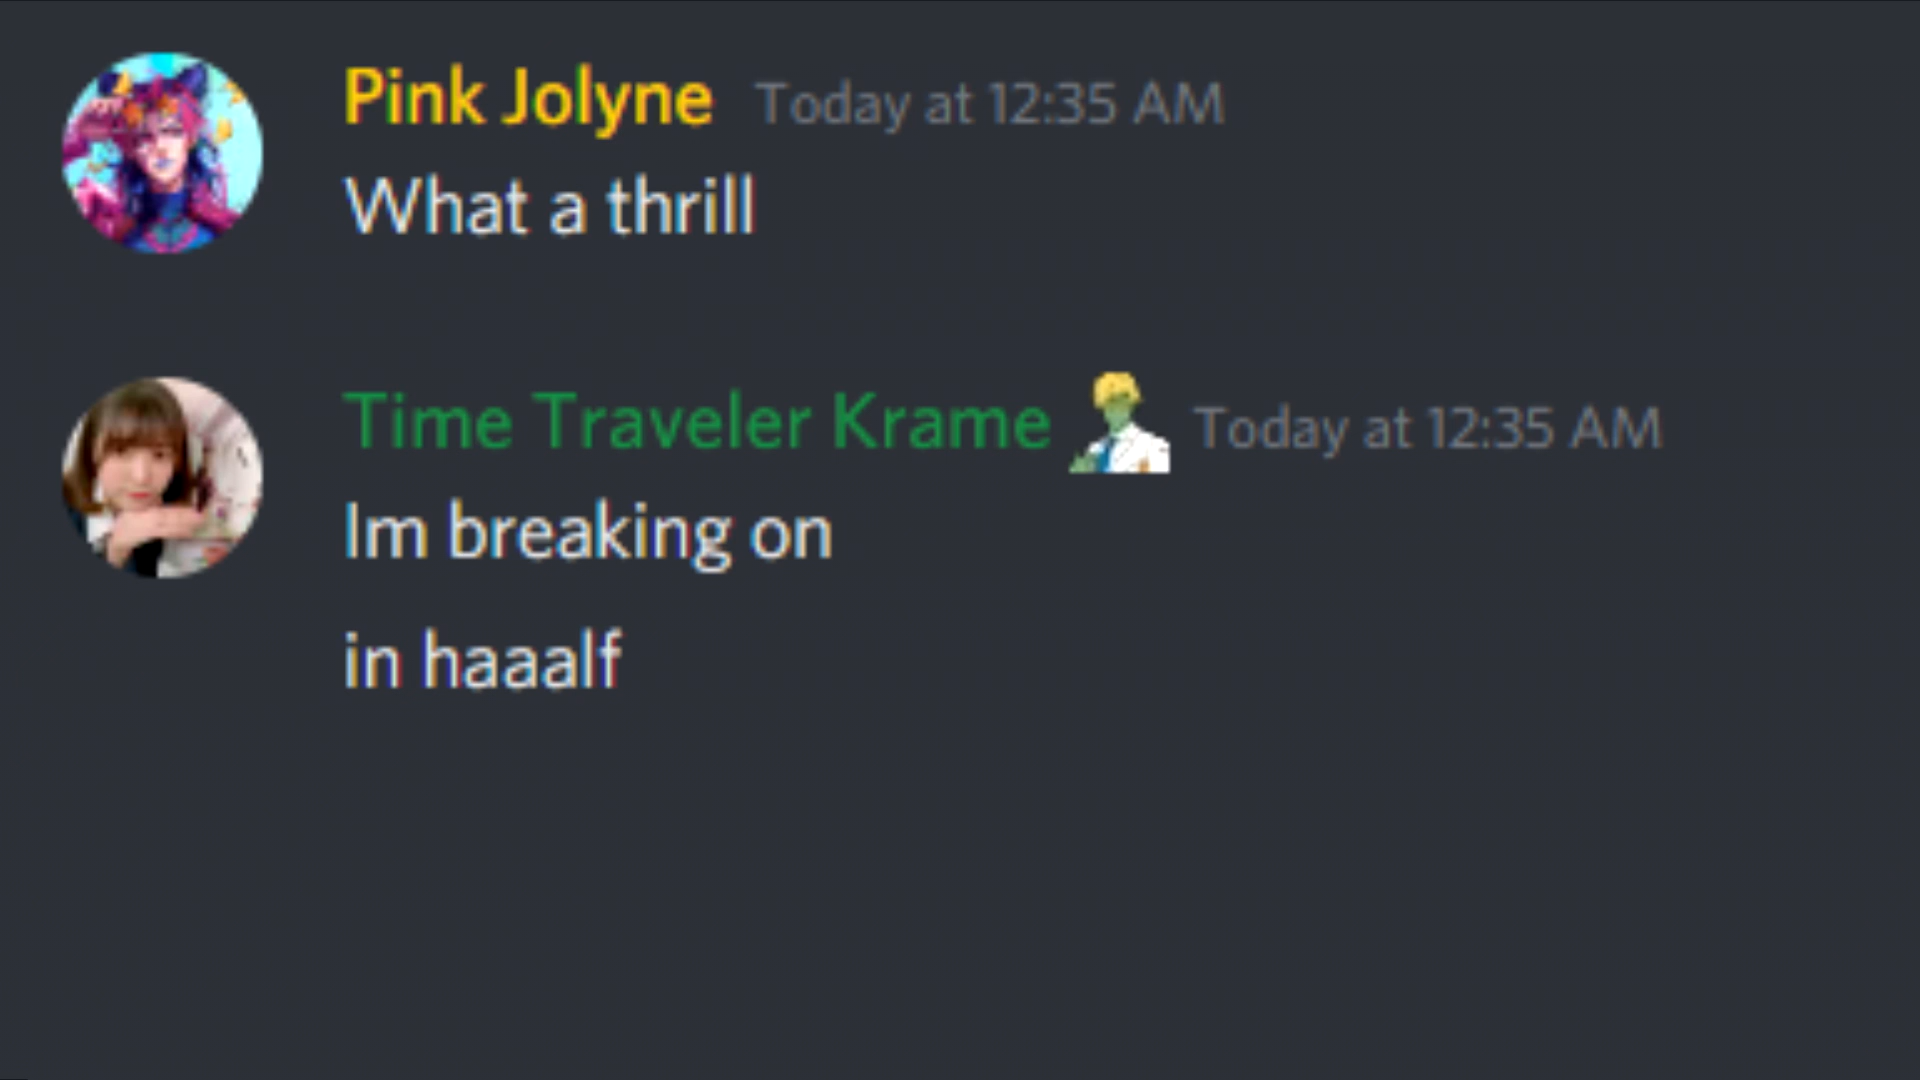 Pink Jolyne Today at 12:35 AM
What a thrill
Time Traveler Krame Today at 12:35 AM
Im breaking on
in haaalf